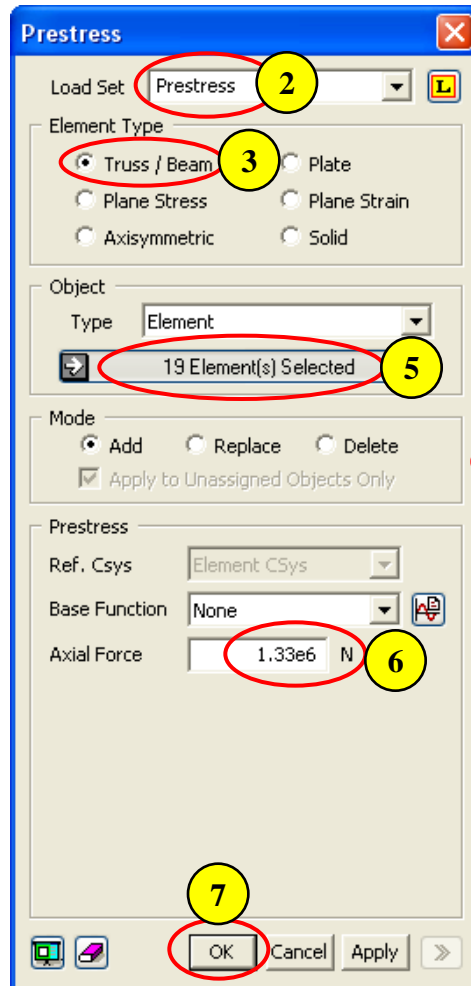 Prestress
Load Set Prestress 2 L
Element Type
Truss / Beam 3 Plate
Plane Stress Plane Strain
Axisymmetric Solid
Object
Type Element
19 Element(s) Selected 5
Mode
Add Replace Delete
Apply to Unassigned Objects Only
Prestress
Ref. Csys Element CSys
Base Function None
Axial Force 1.33e6 N 6
7
OK Cancel Apply >>